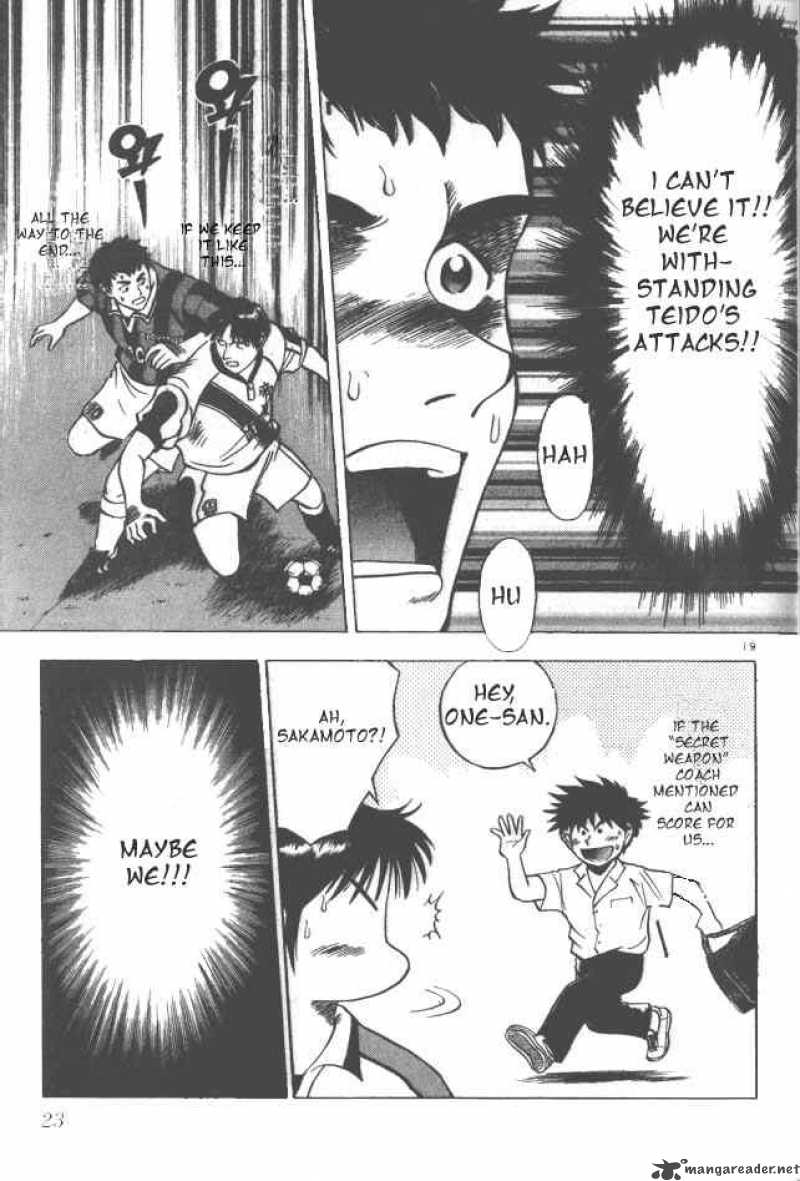 I CAN'T
BELIEVE IT!!
WE'RE
WITH-
STANDING
TEIDO'S
ATTACKS!!
HAH
HU
와
와
IF WE KEEP
IT LIKE
THIS...
ALL THE
WAY TO THE
END...
19
IF THE
"SECRET
WEAPON"
COACH
MENTIONED
CAN
SCORE FOR
US...
HEY,
ONE-SAN.
AH,
SAKAMOTO?!
MAYBE
WE!!!
23
mangareader.net